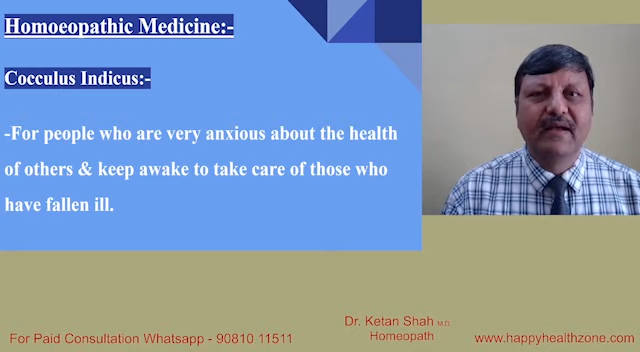 Homoeopathic Medicine:-
Cocculus Indicus:-
-For people who are very anxious about the health
of others & keep awake to take care of those who
have fallen ill.
Dr. Ketan Shah M.D.
Homeopath
For Paid Consultation Whatsapp - 90810 11511
www.happyhealthzone.com